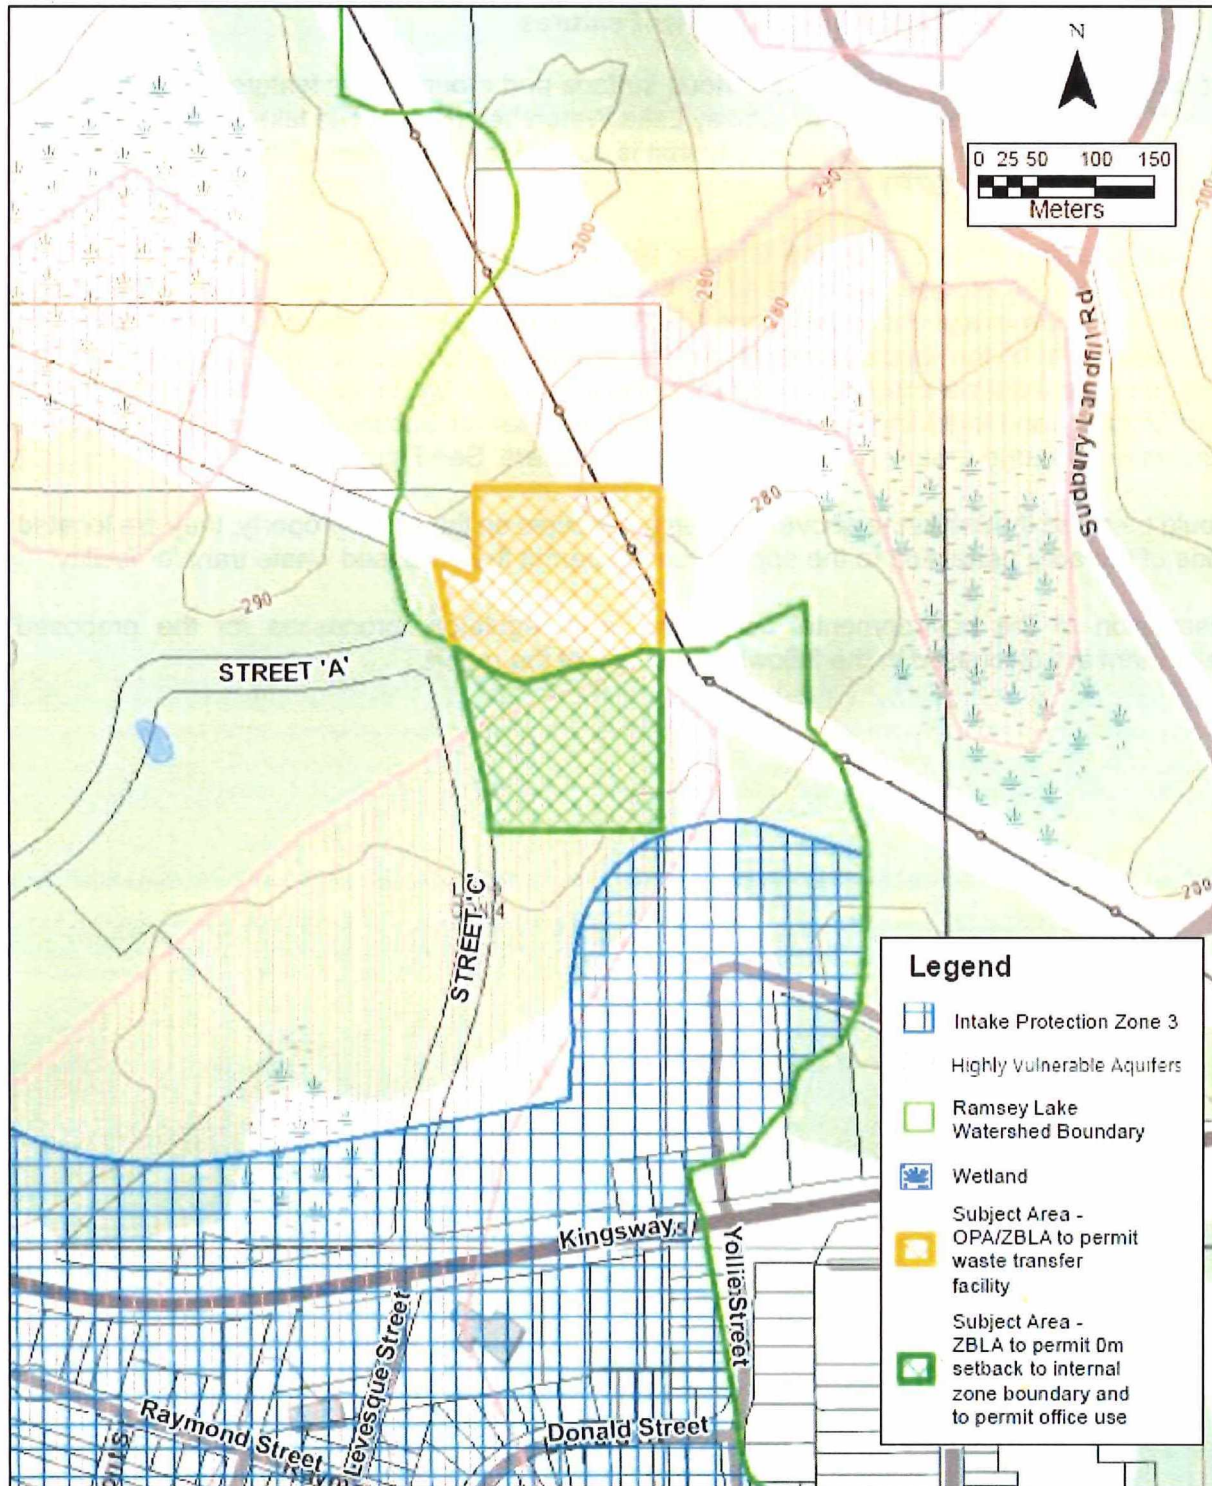 N
0 25 50 100 150
Meters
290
300
300
290
280
280
290
280
Sudbury Landfill Rd
STREET 'A'
STREET 'C'
Legend
Intake Protection Zone 3
Highly Vulnerable Aquifers
Ramsey Lake
Watershed Boundary
Wetland
Subject Area -
OPA/ZBLA to permit
waste transfer
facility
Subject Area -
ZBLA to permit 0m
setback to internal
zone boundary and
to permit office use
Kingsway
Yollie Street
Levesque Street
Raymond Street
Donald Street